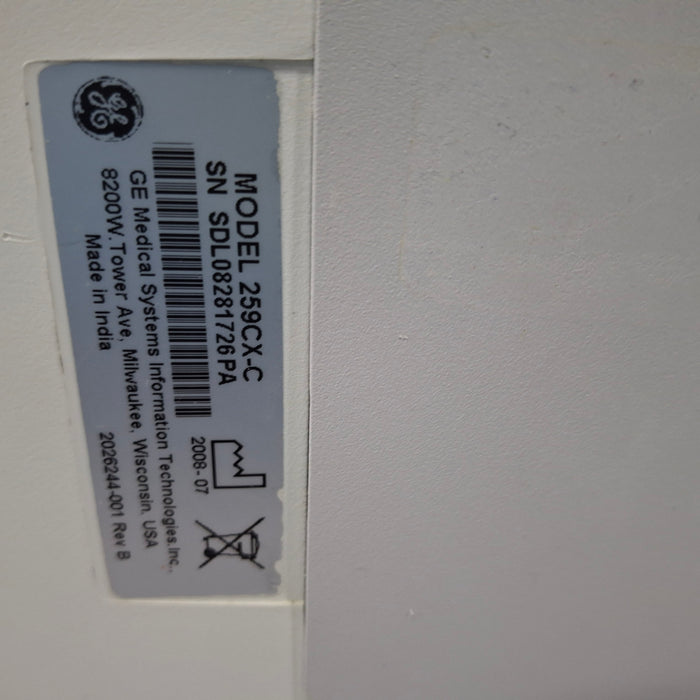 MODEL 259CX-C
SN SDL08281726PA
2008-07
GE Medical Systems Information Technologies, Inc.,
8200W. Tower Ave, Milwaukee, Wisconsin, USA
Made in India
2026244-001 Rev B
GE